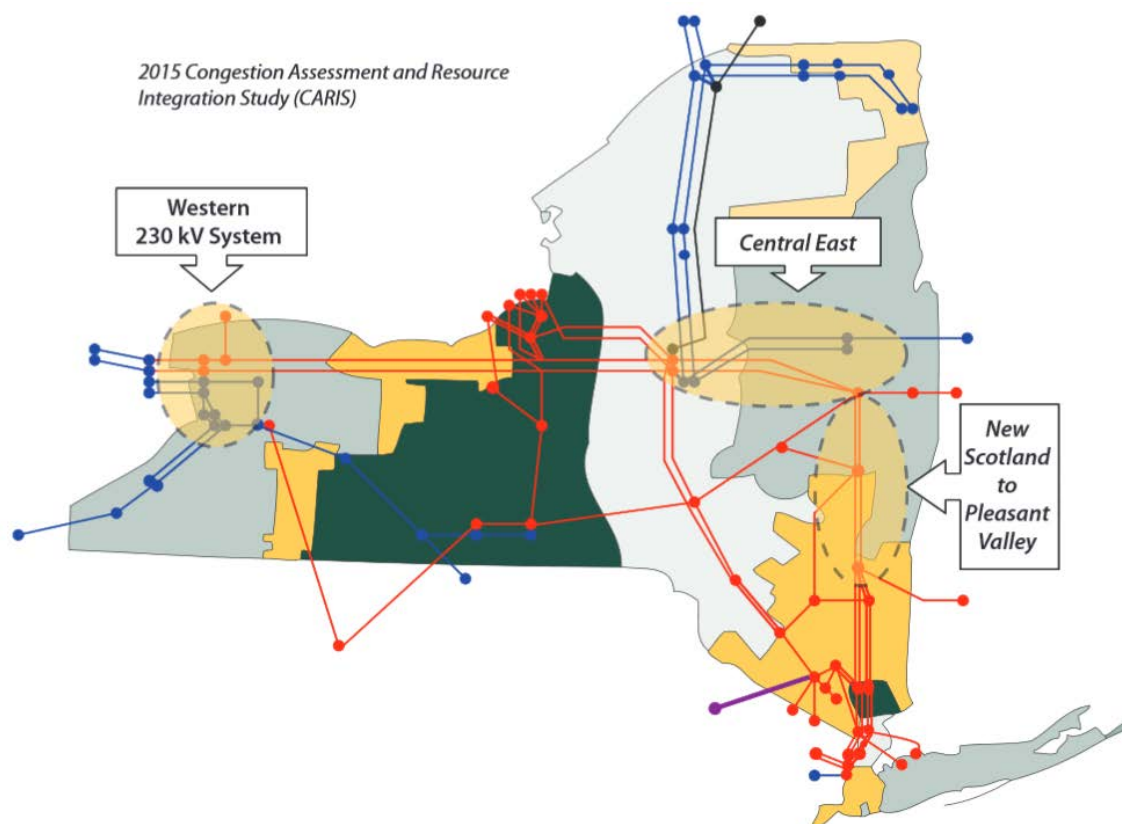 2015 Congestion Assessment and Resource
Integration Study (CARIS)
Western
230 kV System
Central East
New
Scotland
to
Pleasant
Valley